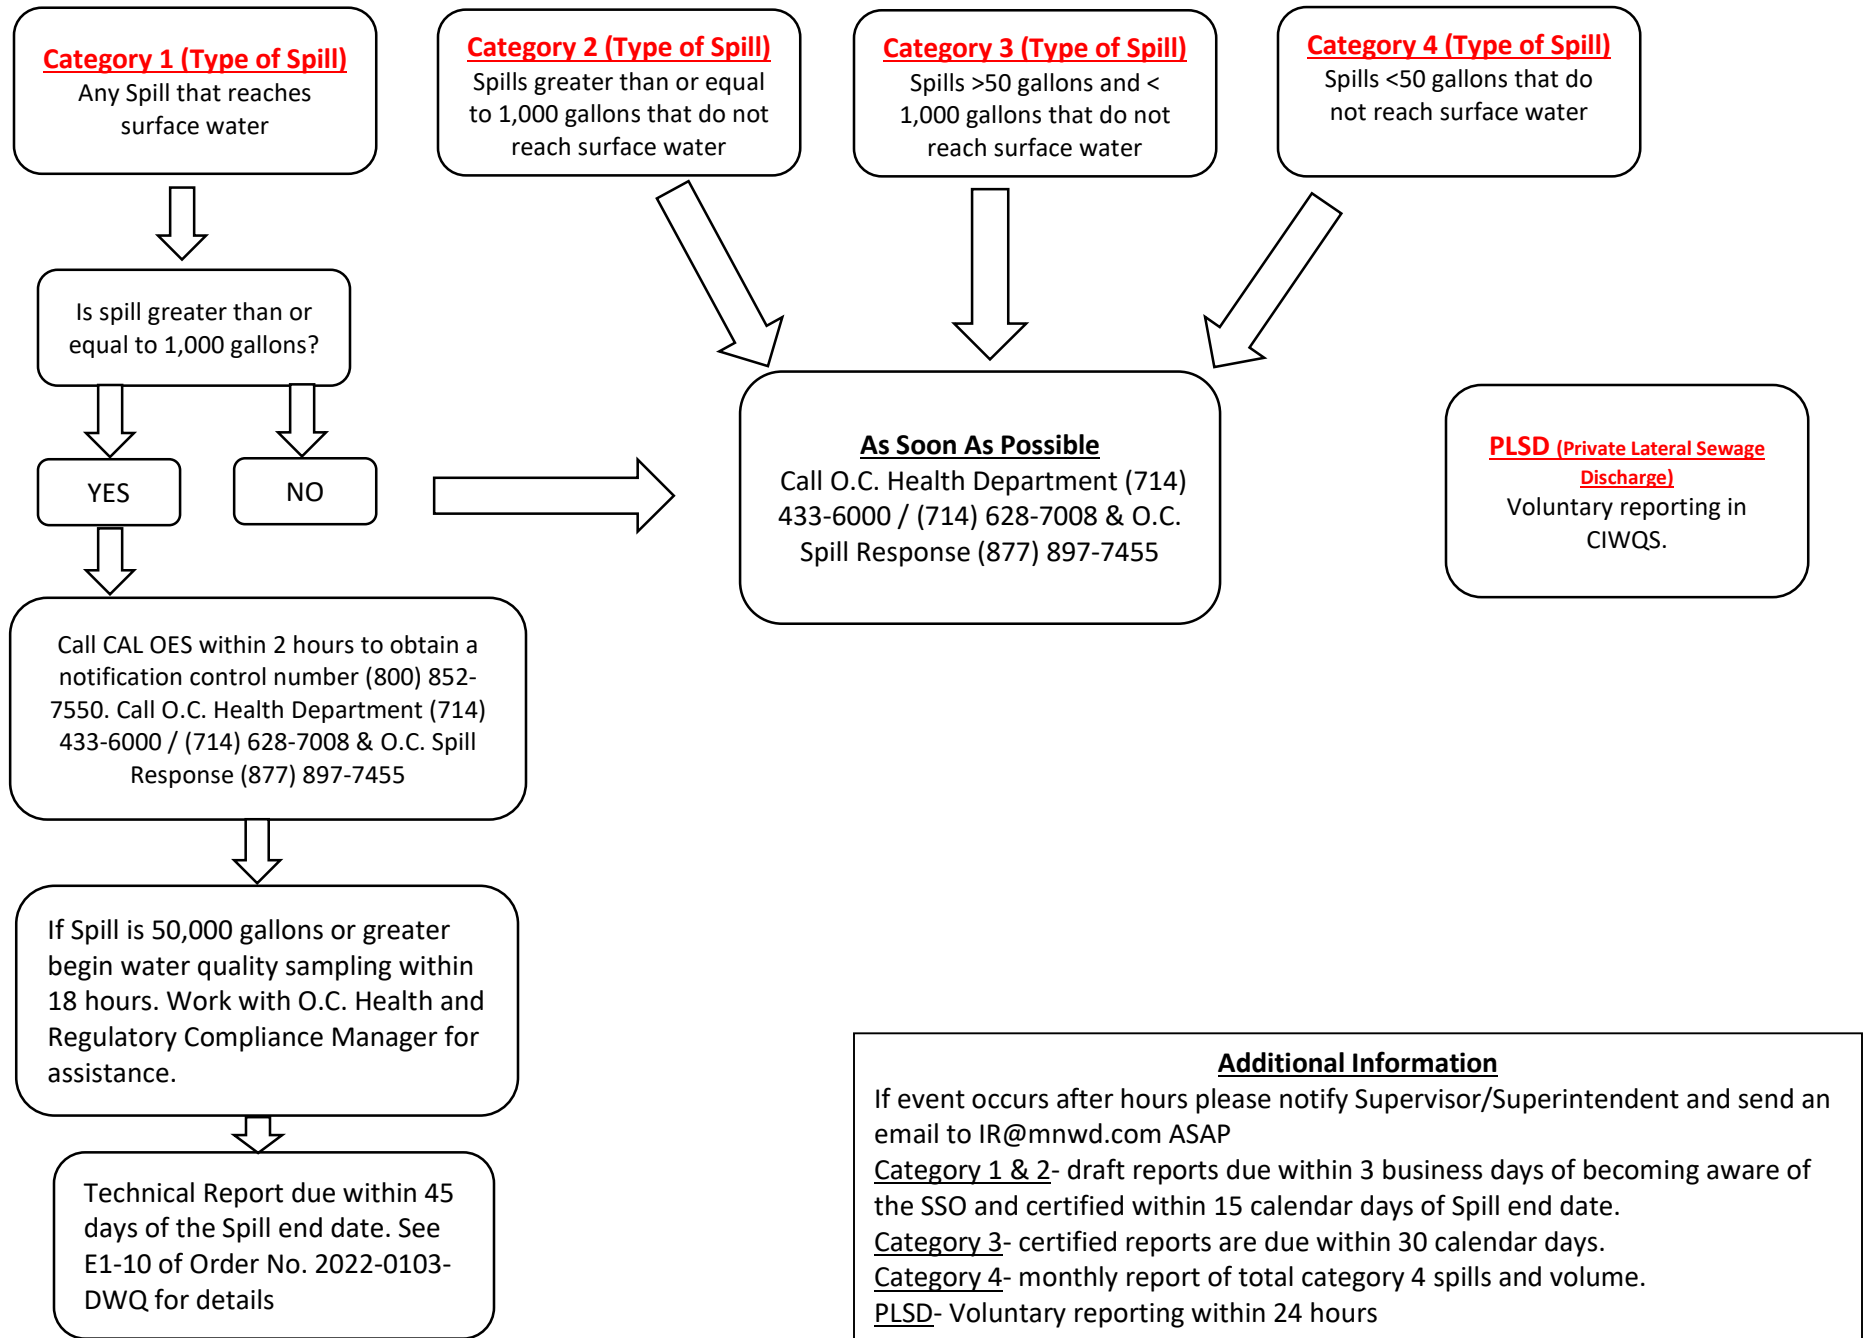 Category 1 (Type of Spill)
Any Spill that reaches
surface water
Category 2 (Type of Spill)
Spills greater than or equal
to 1,000 gallons that do not
reach surface water
Category 3 (Type of Spill)
Spills >50 gallons and <
1,000 gallons that do not
reach surface water
Category 4 (Type of Spill)
Spills <50 gallons that do
not reach surface water
Is spill greater than or
equal to 1,000 gallons?
YES
NO
As Soon As Possible
Call O.C. Health Department (714)
433-6000 / (714) 628-7008 & O.C.
Spill Response (877) 897-7455
PLSD (Private Lateral Sewage
Discharge)
Voluntary reporting in
CIWQS.
Call CAL OES within 2 hours to obtain a
notification control number (800) 852-
7550. Call O.C. Health Department (714)
433-6000 / (714) 628-7008 & O.C. Spill
Response (877) 897-7455
If Spill is 50,000 gallons or greater
begin water quality sampling within
18 hours. Work with O.C. Health and
Regulatory Compliance Manager for
assistance.
Technical Report due within 45
days of the Spill end date. See
E1-10 of Order No. 2022-0103-
DWQ for details
Additional Information
If event occurs after hours please notify Supervisor/Superintendent and send an
email to IR@mnwd.com ASAP
Category 1 & 2- draft reports due within 3 business days of becoming aware of
the SSO and certified within 15 calendar days of Spill end date.
Category 3- certified reports are due within 30 calendar days.
Category 4- monthly report of total category 4 spills and volume.
PLSD- Voluntary reporting within 24 hours